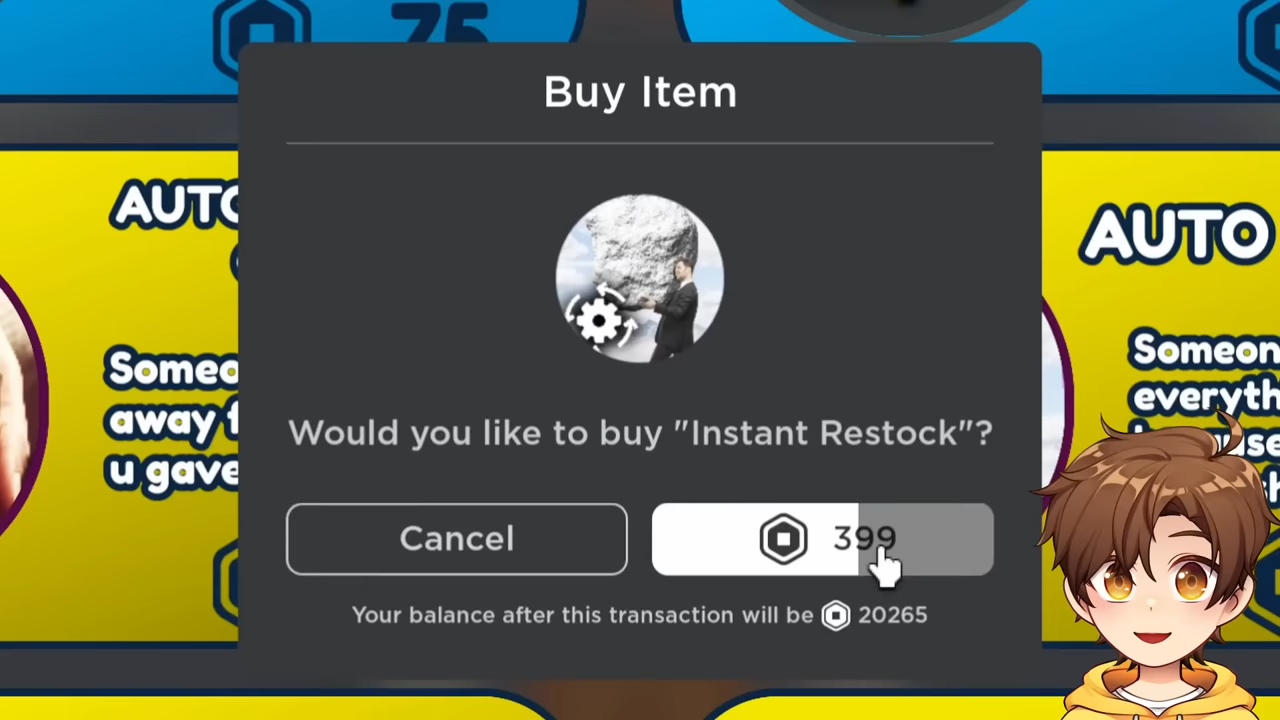 75
Buy Item
AUTO
AUTO
Someon
everyth
Someo
away f
u gave
Would you like to buy "Instant Restock"?
Cancel
399
Your balance after this transaction will be 20265